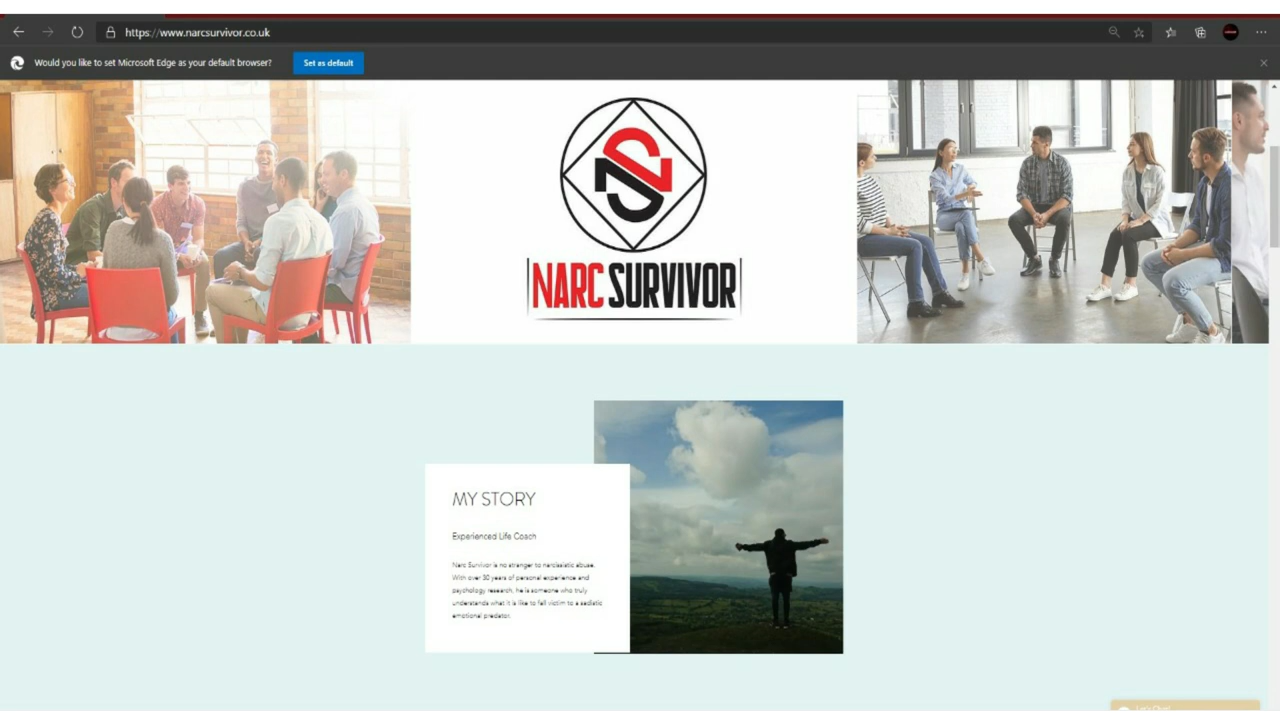 https://www.narcsurvivor.co.uk
Would you like to set Microsoft Edge as your default browser?
Set as default
NARC SURVIVOR
MY STORY
Experienced Life Coach
Narc Survivor is no stranger to narcissistic abuse.
With over 30 years of personal experience and
psychology research, he is someone who truly
understands what it is like to fall victim to a sadistic
emotional predator.
Let's Chat!